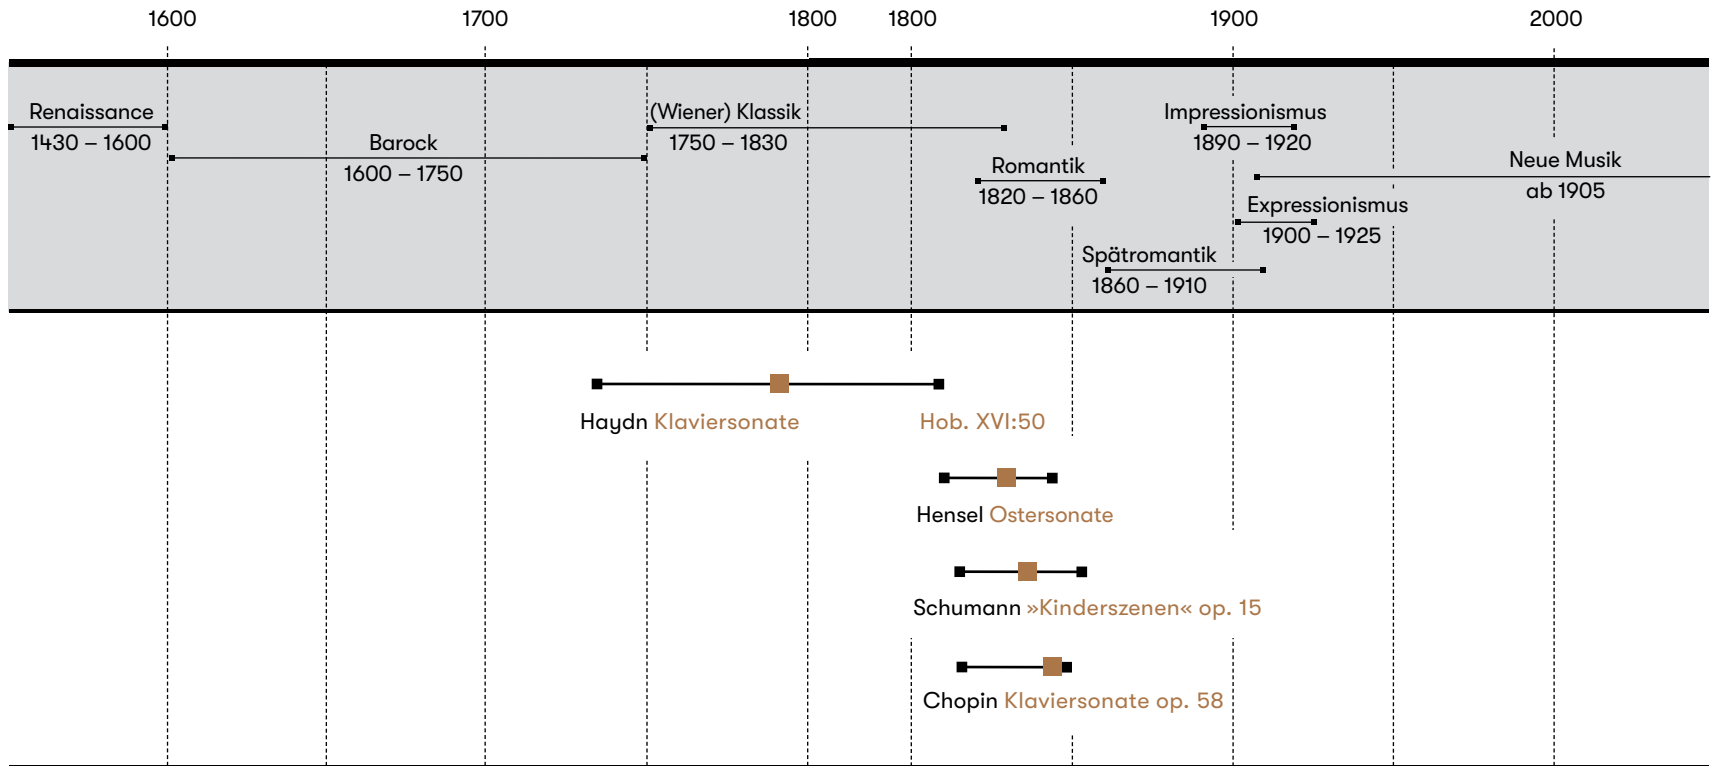 1600 1700 1800 1800 1900 2000
Renaissance
1430 – 1600
Barock
1600 – 1750
(Wiener) Klassik
1750 – 1830
Romantik
1820 – 1860
Spätromantik
1860 – 1910
Impressionismus
1890 – 1920
Expressionismus
1900 – 1925
Neue Musik
ab 1905
Haydn Klaviersonate Hob. XVI:50
Hensel Ostersonate
Schumann »Kinderszenen« op. 15
Chopin Klaviersonate op. 58